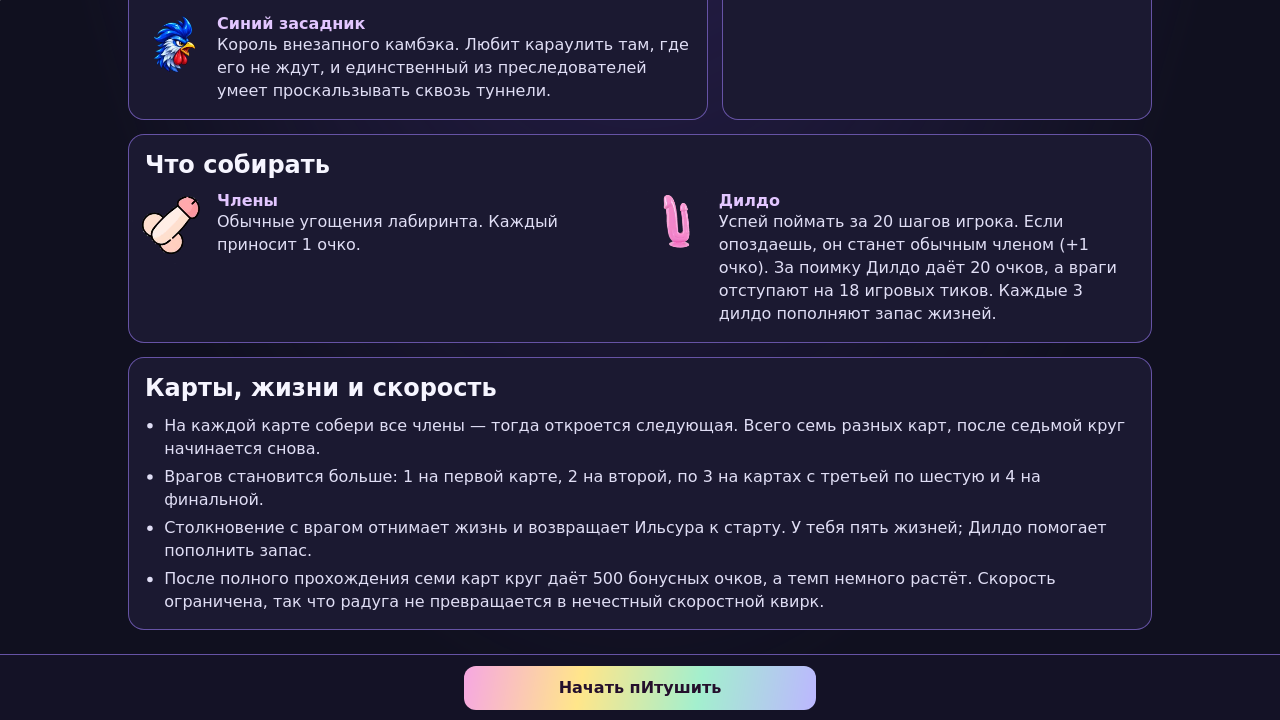 Синий засадник
Король внезапного камбэка. Любит караулить там, где
его не ждут, и единственный из преследователей
умеет проскальзывать сквозь туннели.
Что собирать
Члены
Обычные угощения лабиринта. Каждый
приносит 1 очко.
Дилдо
Успей поймать за 20 шагов игрока. Если
опоздаешь, он станет обычным членом (+1
очко). За поимку Дилдо даёт 20 очков, а враги
отступают на 18 игровых тиков. Каждые 3
дилдо пополняют запас жизней.
Карты, жизни и скорость
• На каждой карте собери все члены — тогда откроется следующая. Всего семь разных карт, после седьмой круг
начинается снова.
• Врагов становится больше: 1 на первой карте, 2 на второй, по 3 на картах с третьей по шестую и 4 на
финальной.
• Столкновение с врагом отнимает жизнь и возвращает Ильсура к старту. У тебя пять жизней; Дилдо помогает
пополнить запас.
• После полного прохождения семи карт круг даёт 500 бонусных очков, а темп немного растёт. Скорость
ограничена, так что радуга не превращается в нечестный скоростной квирк.
Начать пИтушить